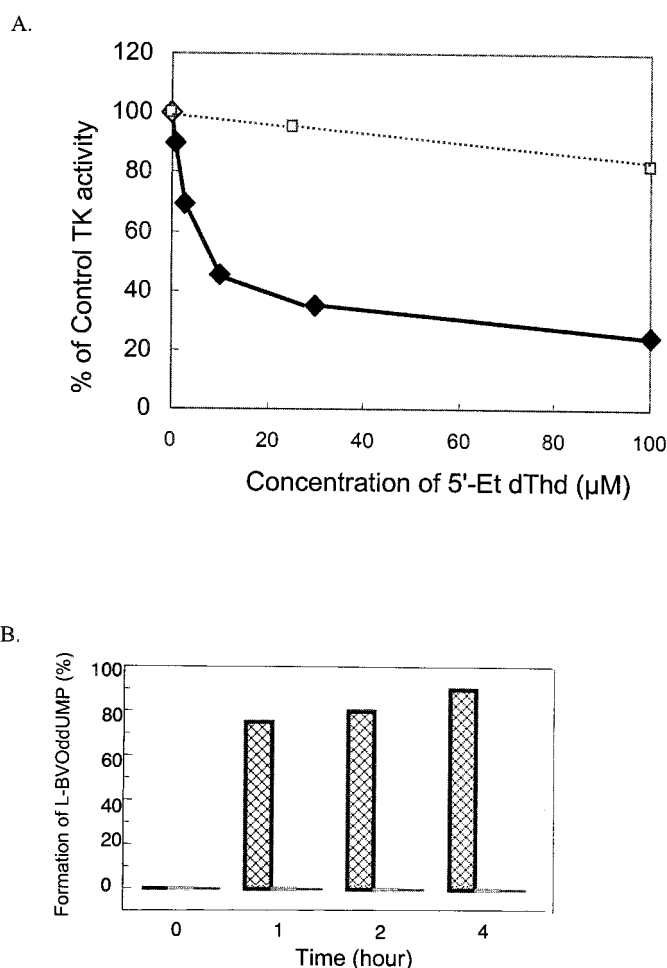 A.
120
100
80
60
40
20
0
% of Control TK activity
0 20 40 60 80 100
Concentration of 5'-Et dThd (µM)
B.
100
80
60
40
20
0
Formation of L-BVOddUMP (%)
0 1 2 4
Time (hour)